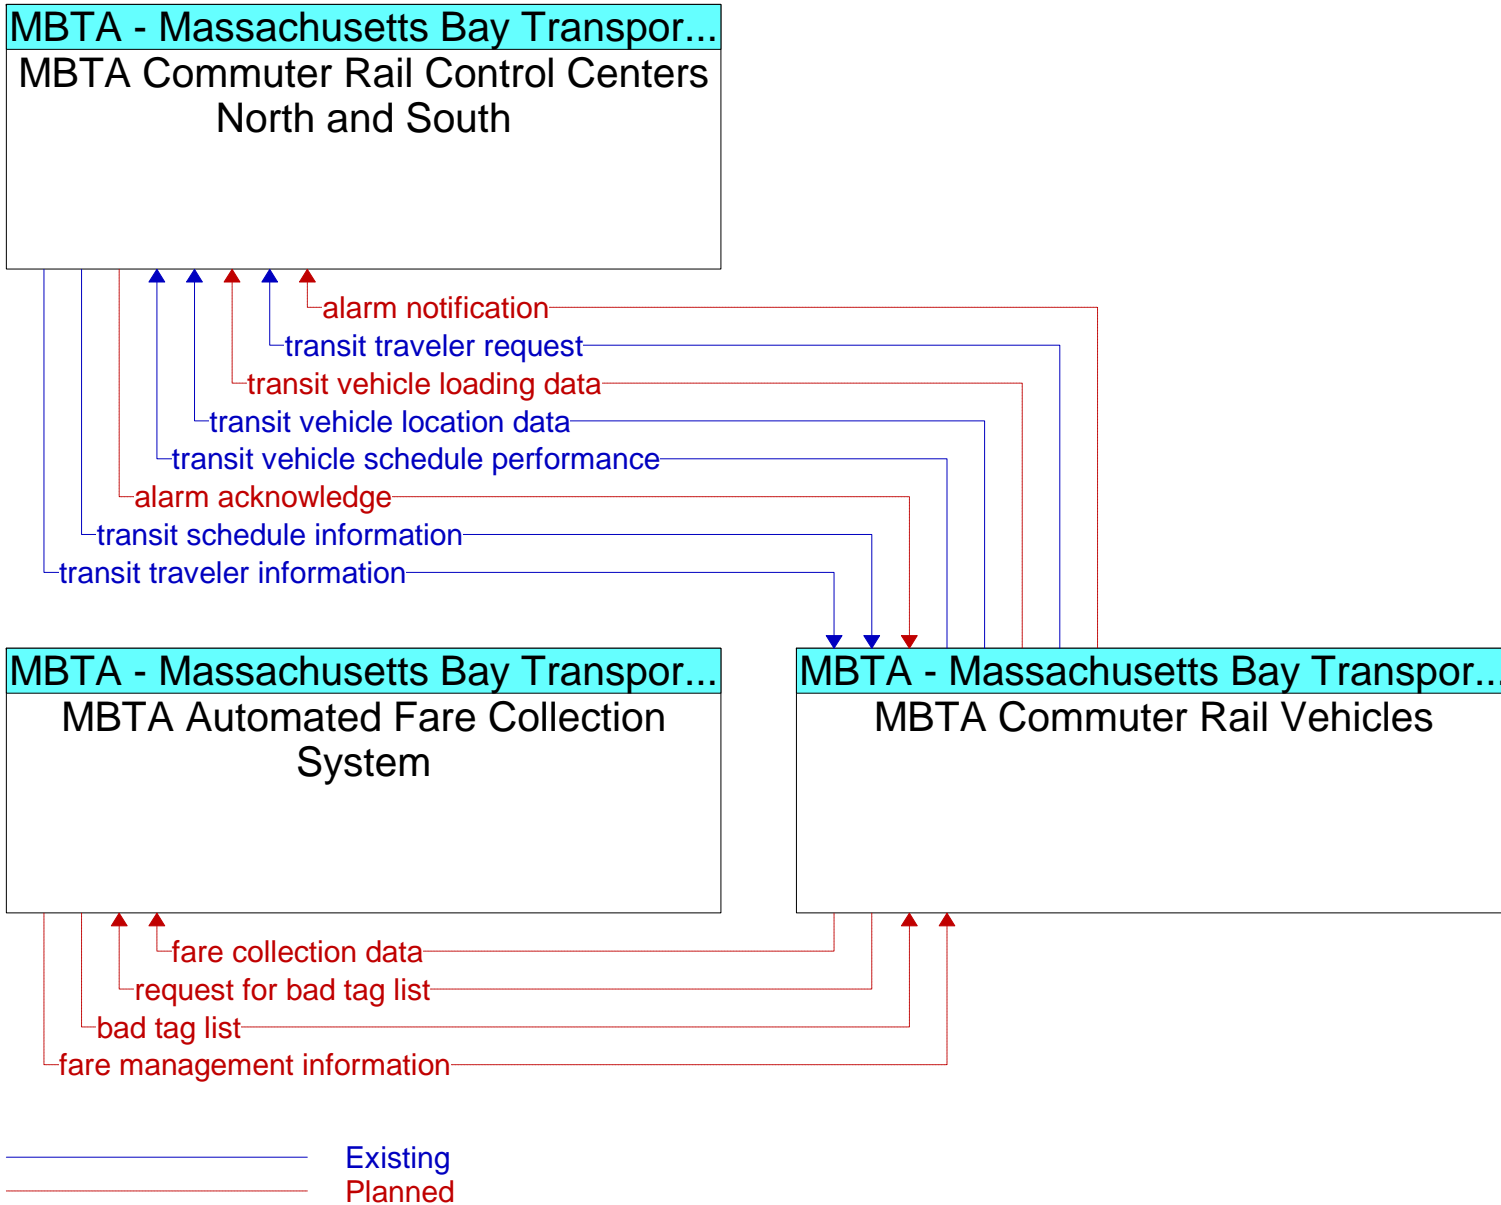 MBTA - Massachusetts Bay Transpor...
MBTA Commuter Rail Control Centers
North and South
alarm notification
transit traveler request
transit vehicle loading data
transit vehicle location data
transit vehicle schedule performance
alarm acknowledge
transit schedule information
transit traveler information
MBTA - Massachusetts Bay Transpor...
MBTA Automated Fare Collection
System
MBTA - Massachusetts Bay Transpor...
MBTA Commuter Rail Vehicles
fare collection data
request for bad tag list
bad tag list
fare management information
Existing
Planned